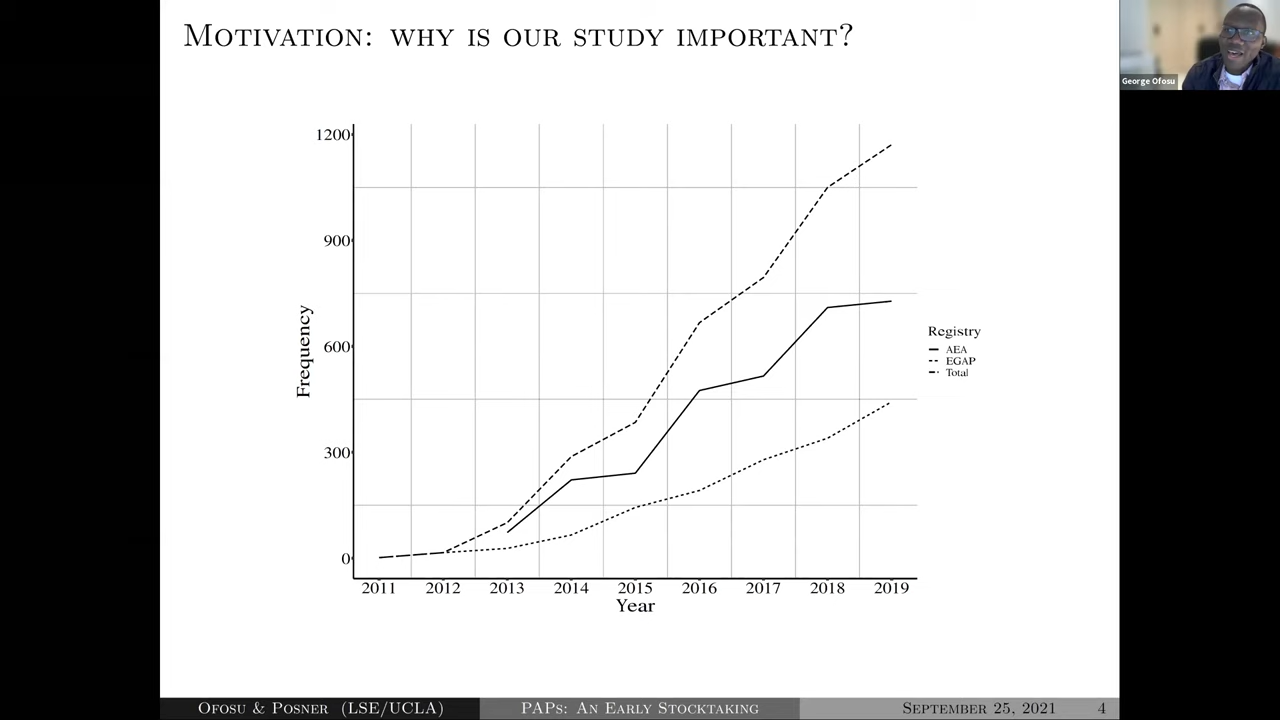 MOTIVATION: WHY IS OUR STUDY IMPORTANT?
George Ofosu
1200
900
600
300
0
Frequency
2011 2012 2013 2014 2015 2016 2017 2018 2019
Year
Registry
AEA
EGAP
Total
OFOSU & POSNER (LSE/UCLA) PAPS: AN EARLY STOCKTAKING SEPTEMBER 25, 2021 4